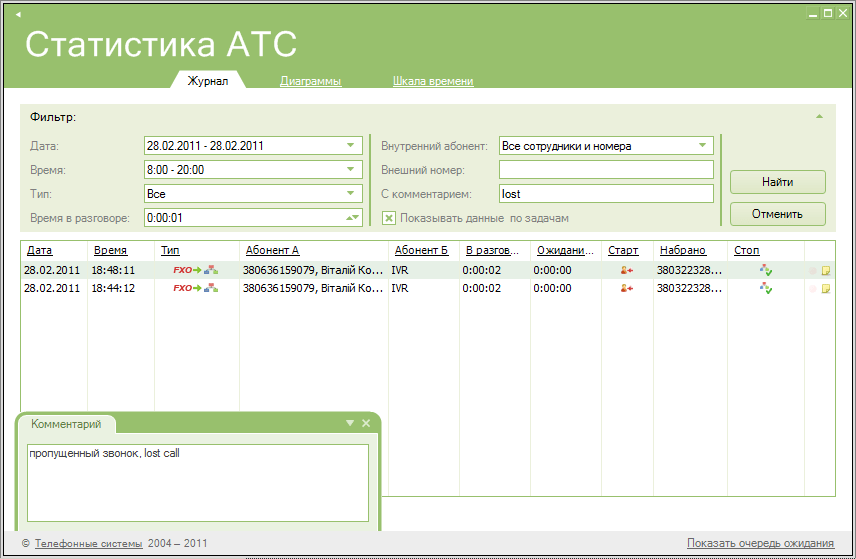 Статистика АТС
Журнал Диаграммы Шкала времени
Фильтр:
Дата: 28.02.2011 - 28.02.2011 Внутренний абонент: Все сотрудники и номера
Время: 8:00 - 20:00 Внешний номер:
Тип: Все С комментарием: lost
Время в разговоре: 0:00:01 Показывать данные по задачам
Найти
Отменить
Дата Время Тип Абонент А Абонент Б В разгов... Ожидани... Старт Набрано Стоп
28.02.2011 18:48:11 FXO 380636159079, Віталій Ко... IVR 0:00:02 0:00:00 380322328...
28.02.2011 18:44:12 FXO 380636159079, Віталій Ко... IVR 0:00:02 0:00:00 380322328...
Комментарий
пропущенный звонок, lost call
© Телефонные системы 2004 – 2011 Показать очередь ожидания